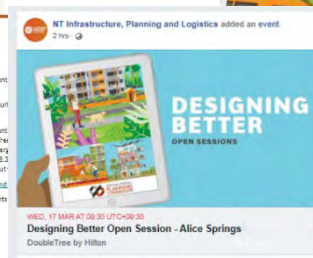 NT Infrastructure, Planning and Logistics added an event.
2 hrs ·
DESIGNING
BETTER
OPEN SESSIONS
WED, 17 MAR AT 08:30 UTC+09:30
Designing Better Open Session - Alice Springs
DoubleTree by Hilton